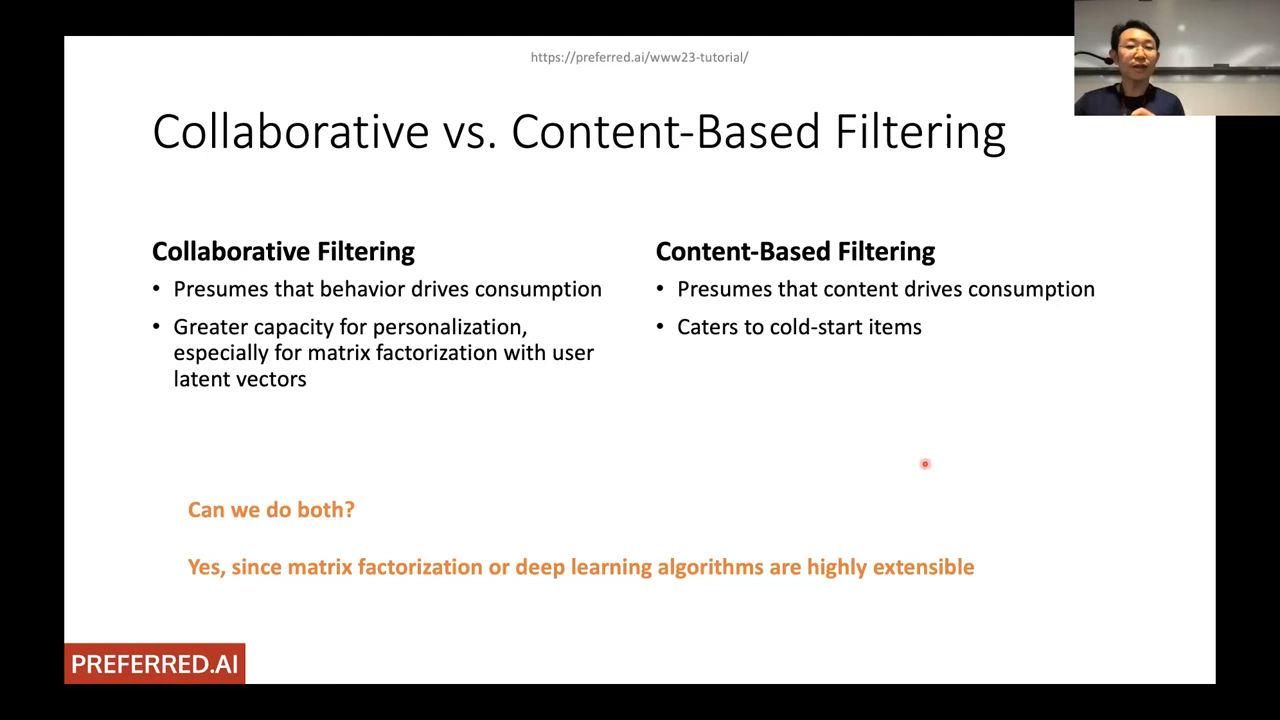 https://preferred.ai/www23-tutorial/
Collaborative vs. Content-Based Filtering
Collaborative Filtering
• Presumes that behavior drives consumption
• Greater capacity for personalization,
especially for matrix factorization with user
latent vectors
Content-Based Filtering
• Presumes that content drives consumption
• Caters to cold-start items
Can we do both?
Yes, since matrix factorization or deep learning algorithms are highly extensible
PREFERRED.AI